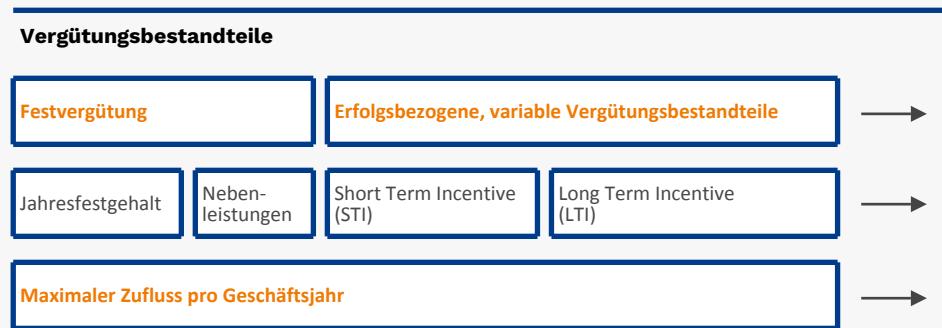 Vergütungsbestandteile
Festvergütung
Erfolgsbezogene, variable Vergütungsbestandteile
Jahresfestgehalt
Neben-
leistungen
Short Term Incentive
(STI)
Long Term Incentive
(LTI)
Maximaler Zufluss pro Geschäftsjahr